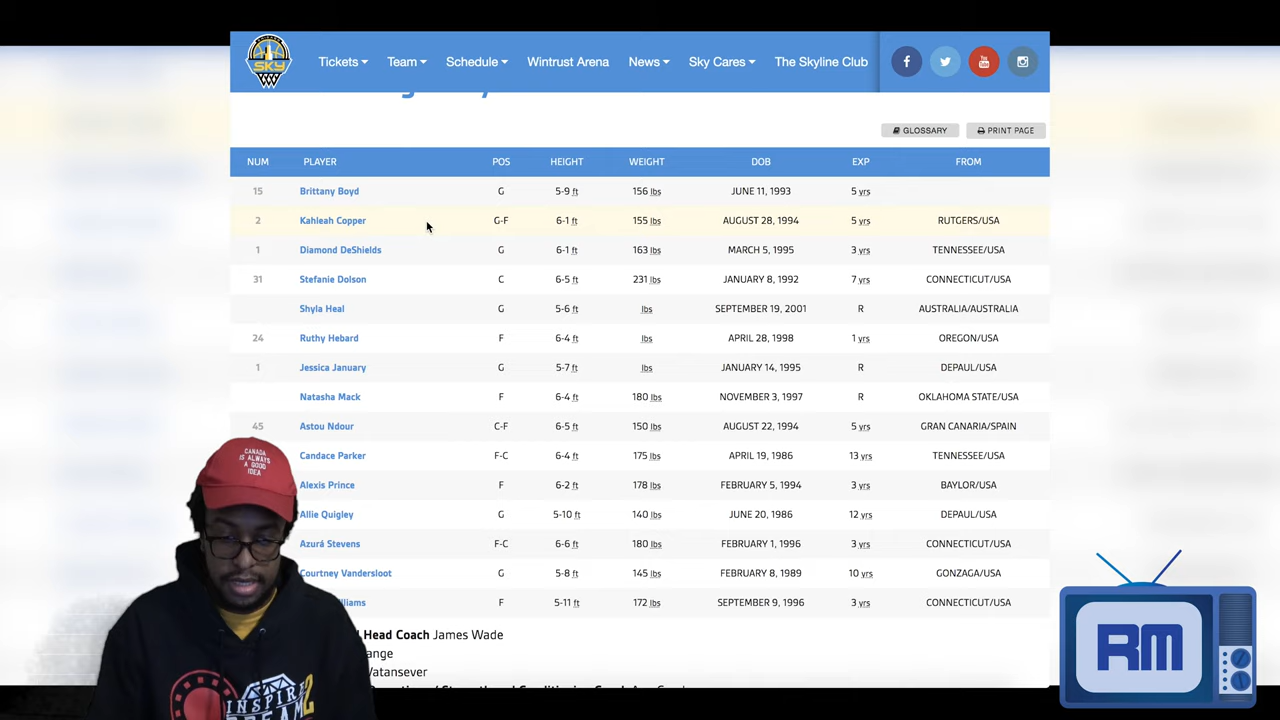 SKY
Tickets Team Schedule Wintrust Arena News Sky Cares The Skyline Club
GLOSSARY PRINT PAGE
NUM PLAYER POS HEIGHT WEIGHT DOB EXP FROM
15 Brittany Boyd G 5-9 ft 156 lbs JUNE 11, 1993 5 yrs
2 Kahleah Copper G-F 6-1 ft 155 lbs AUGUST 28, 1994 5 yrs RUTGERS/USA
1 Diamond DeShields G 6-1 ft 163 lbs MARCH 5, 1995 3 yrs TENNESSEE/USA
31 Stefanie Dolson C 6-5 ft 231 lbs JANUARY 8, 1992 7 yrs CONNECTICUT/USA
Shyla Heal G 5-6 ft lbs SEPTEMBER 19, 2001 R AUSTRALIA/AUSTRALIA
24 Ruthy Hebard F 6-4 ft lbs APRIL 28, 1998 1 yrs OREGON/USA
1 Jessica January G 5-7 ft lbs JANUARY 14, 1995 R DEPAUL/USA
Natasha Mack F 6-4 ft 180 lbs NOVEMBER 3, 1997 R OKLAHOMA STATE/USA
45 Astou Ndour C-F 6-5 ft 150 lbs AUGUST 22, 1994 5 yrs GRAN CANARIA/SPAIN
Candace Parker F-C 6-4 ft 175 lbs APRIL 19, 1986 13 yrs TENNESSEE/USA
Alexis Prince F 6-2 ft 178 lbs FEBRUARY 5, 1994 3 yrs BAYLOR/USA
Allie Quigley G 5-10 ft 140 lbs JUNE 20, 1986 12 yrs DEPAUL/USA
Azurá Stevens F-C 6-6 ft 180 lbs FEBRUARY 1, 1996 3 yrs CONNECTICUT/USA
Courtney Vandersloot G 5-8 ft 145 lbs FEBRUARY 8, 1989 10 yrs GONZAGA/USA
lliams F 5-11 ft 172 lbs SEPTEMBER 9, 1996 3 yrs CONNECTICUT/USA
Head Coach James Wade
ange
Vatansever
CANADA
IS ALWAYS
A GOOD
IDEA
INSPIRE
RM